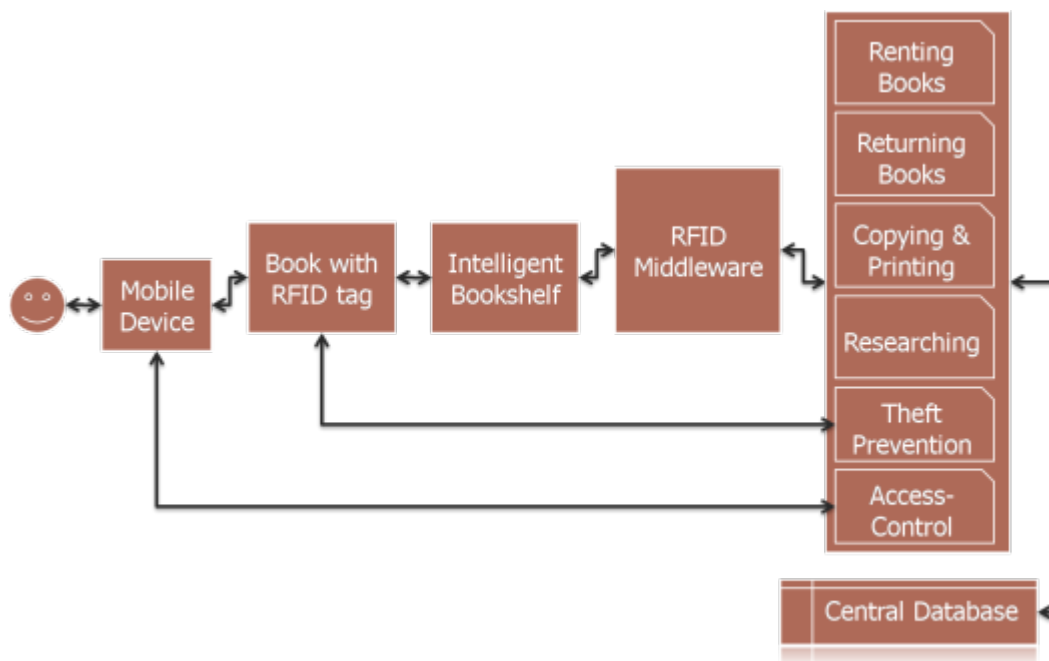 Renting
Books
Returning
Books
Copying &
Printing
Researching
Theft
Prevention
Access-
Control
RFID
Middleware
Intelligent
Bookshelf
Book with
RFID tag
Mobile
Device
Central Database